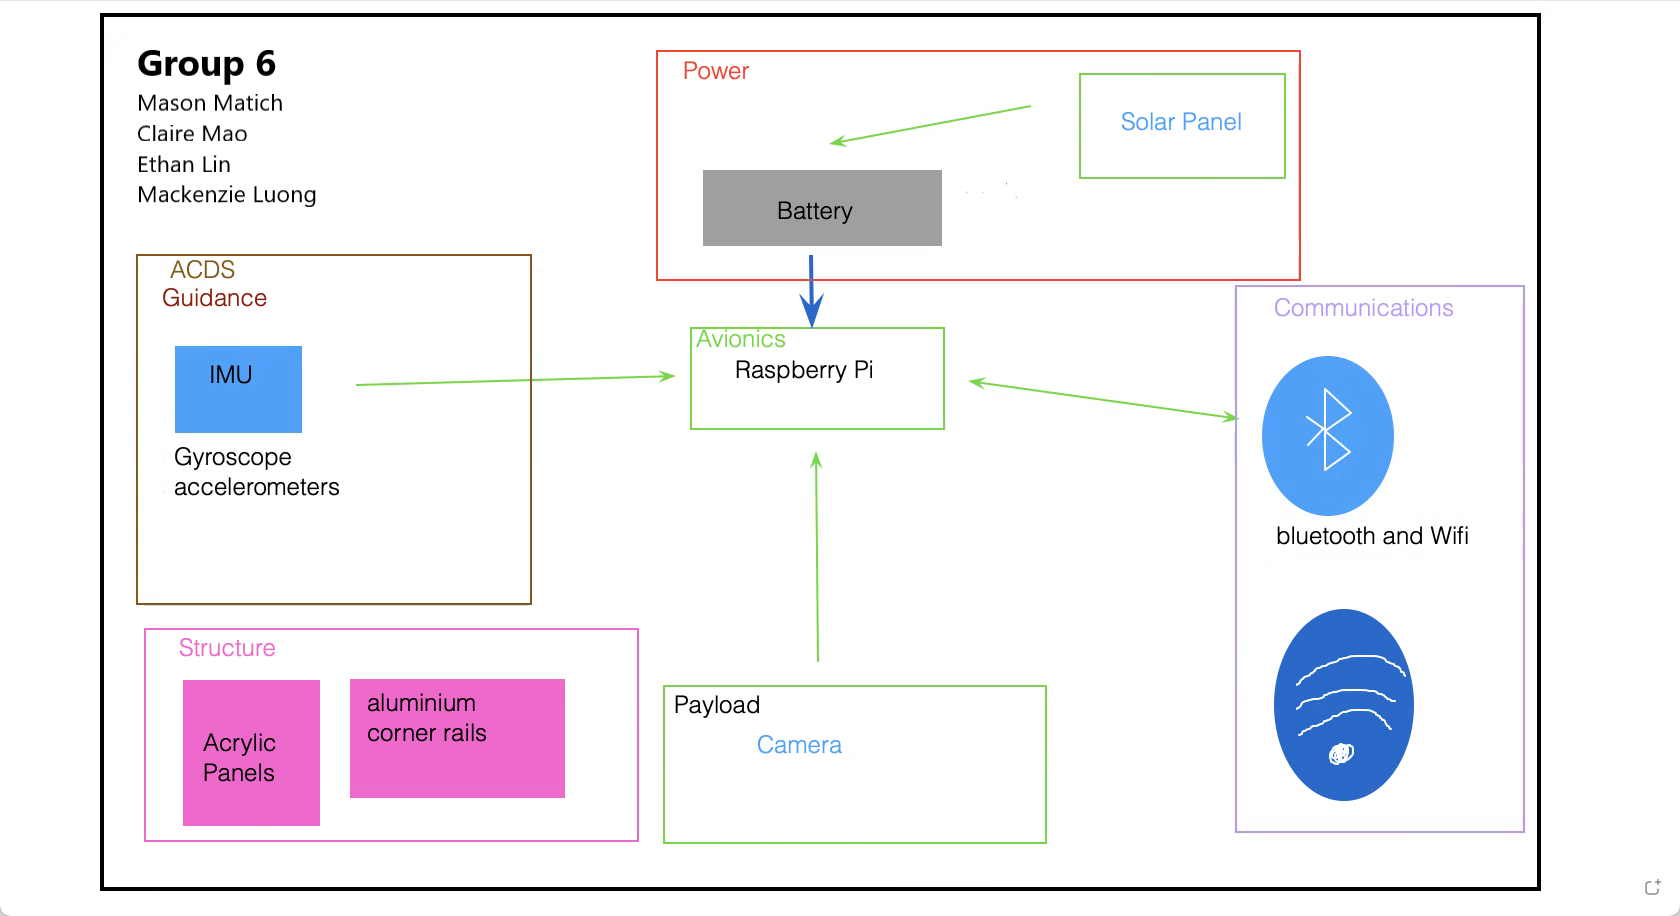 Group 6
Mason Matich
Claire Mao
Ethan Lin
Mackenzie Luong
Power
Solar Panel
Battery
ACDS
Guidance
IMU
Gyroscope
accelerometers
Avionics
Raspberry Pi
Communications
bluetooth and Wifi
Structure
Acrylic
Panels
aluminium
corner rails
Payload
Camera